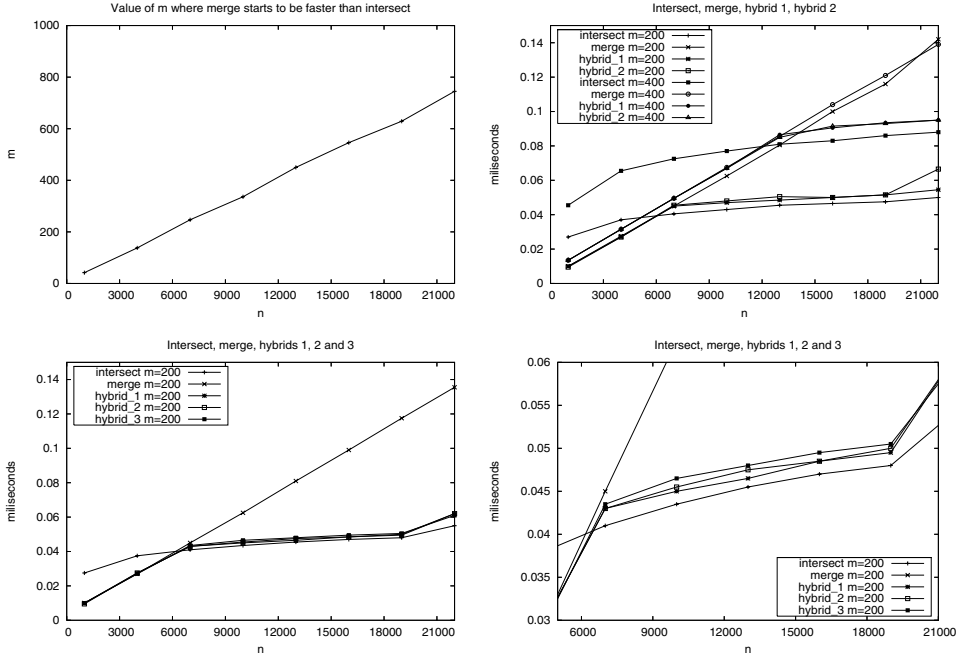 Value of m where merge starts to be faster than intersect
1000
800
600
400
200
0
m
0 3000 6000 9000 12000 15000 18000 21000
n
Intersect, merge, hybrid 1, hybrid 2
0.14
0.12
0.1
0.08
0.06
0.04
0.02
0
miliseconds
intersect m=200
merge m=200
hybrid_1 m=200
hybrid_2 m=200
intersect m=400
merge m=400
hybrid_1 m=400
hybrid_2 m=400
0 3000 6000 9000 12000 15000 18000 21000
n
Intersect, merge, hybrids 1, 2 and 3
0.14
0.12
0.1
0.08
0.06
0.04
0.02
0
miliseconds
intersect m=200
merge m=200
hybrid_1 m=200
hybrid_2 m=200
hybrid_3 m=200
0 3000 6000 9000 12000 15000 18000 21000
n
Intersect, merge, hybrids 1, 2 and 3
0.06
0.055
0.05
0.045
0.04
0.035
0.03
miliseconds
intersect m=200
merge m=200
hybrid_1 m=200
hybrid_2 m=200
hybrid_3 m=200
6000 9000 12000 15000 18000 21000
n